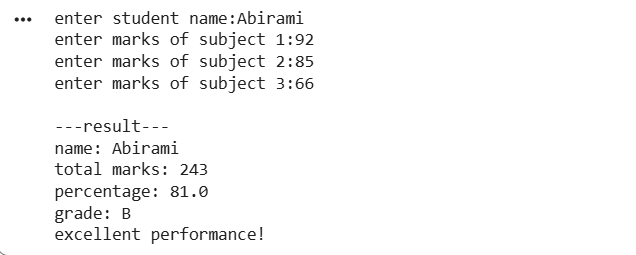 enter student name:Abirami
enter marks of subject 1:92
enter marks of subject 2:85
enter marks of subject 3:66

---result---
name: Abirami
total marks: 243
percentage: 81.0
grade: B
excellent performance!